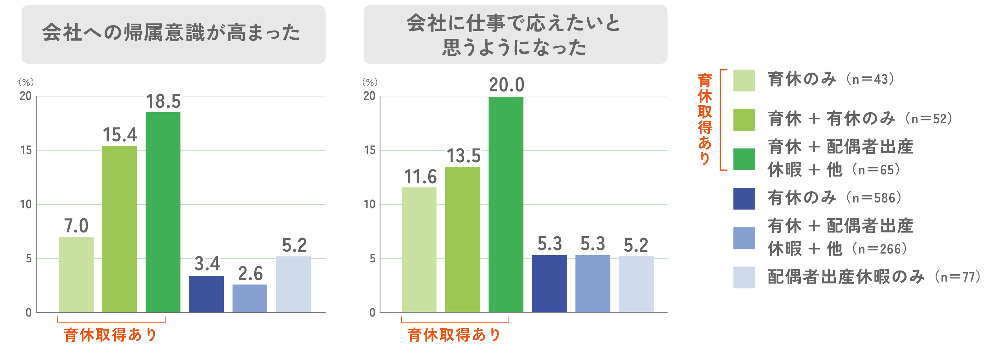 会社への帰属意識が高まった
(%)
20
15
10
5
0
7.0
15.4
18.5
3.4
2.6
5.2
育休取得あり
会社に仕事で応えたいと
思うようになった
(%)
20
15
10
5
0
11.6
13.5
20.0
5.3
5.3
5.2
育休取得あり
育休取得あり
育休のみ（n＝43）
育休 + 有休のみ（n＝52）
育休 + 配偶者出産
休暇 + 他（n＝65）
有休のみ（n＝586）
有休 + 配偶者出産
休暇 + 他（n＝266）
配偶者出産休暇のみ（n＝77）